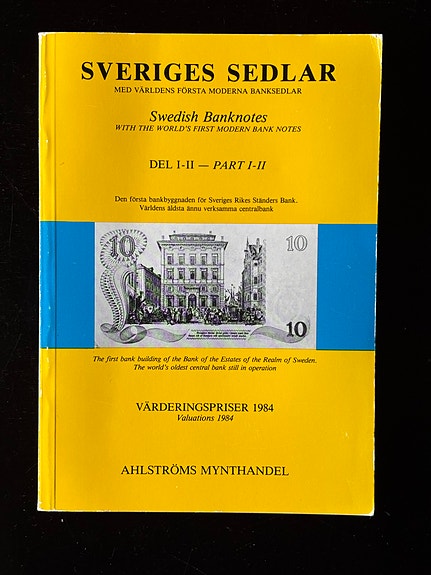 SVERIGES SEDLAR
MED VÄRLDENS FÖRSTA MODERNA BANKSEDLAR
Swedish Banknotes
WITH THE WORLD'S FIRST MODERN BANK NOTES
DEL I-II — PART I-II
Den första bankbyggnaden för Sveriges Rikes Ständers Bank.
Världens äldsta ännu verksamma centralbank
10
10
10
The first bank building of the Bank of the Estates of the Realm of Sweden.
The world's oldest central bank still in operation
VÄRDERINGSPRISER 1984
Valuations 1984
AHLSTRÖMS MYNTHANDEL